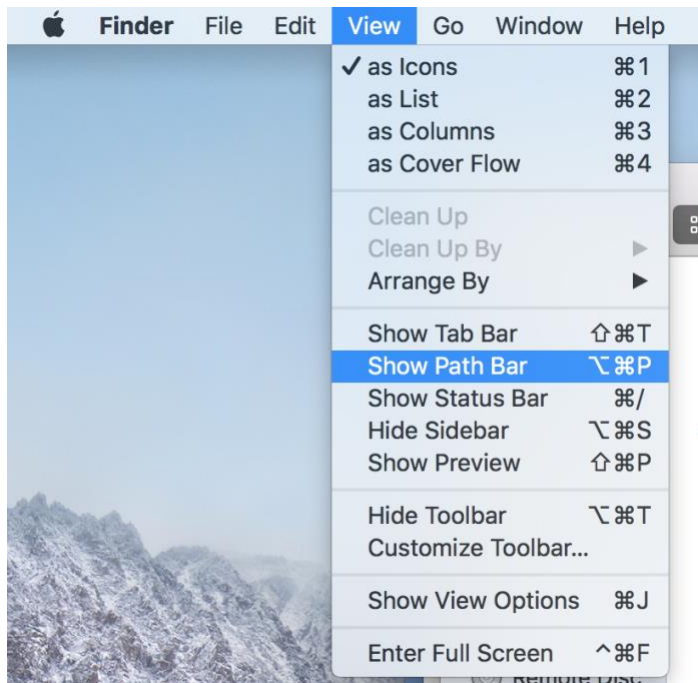 Finder File Edit View Go Window Help
✓ as Icons ⌘1
as List ⌘2
as Columns ⌘3
as Cover Flow ⌘4
Clean Up
Clean Up By ▶
Arrange By ▶
Show Tab Bar ⇧⌘T
Show Path Bar ⌥⌘P
Show Status Bar ⌘/
Hide Sidebar ⌥⌘S
Show Preview ⇧⌘P
Hide Toolbar ⌥⌘T
Customize Toolbar...
Show View Options ⌘J
Enter Full Screen ^⌘F
Remote Disc